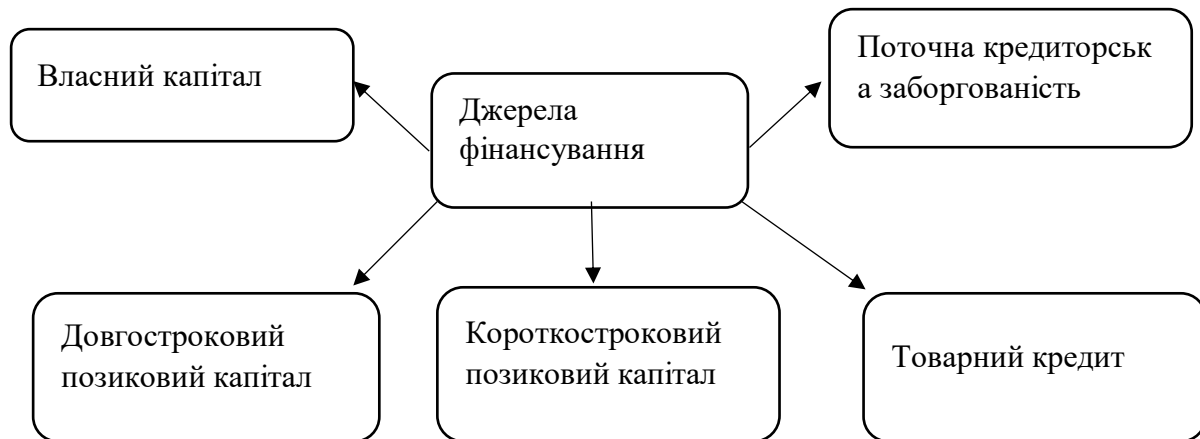 Власний капітал
Джерела
фінансування
Поточна кредиторськ
а заборгованість
Довгостроковий
позиковий капітал
Короткостроковий
позиковий капітал
Товарний кредит